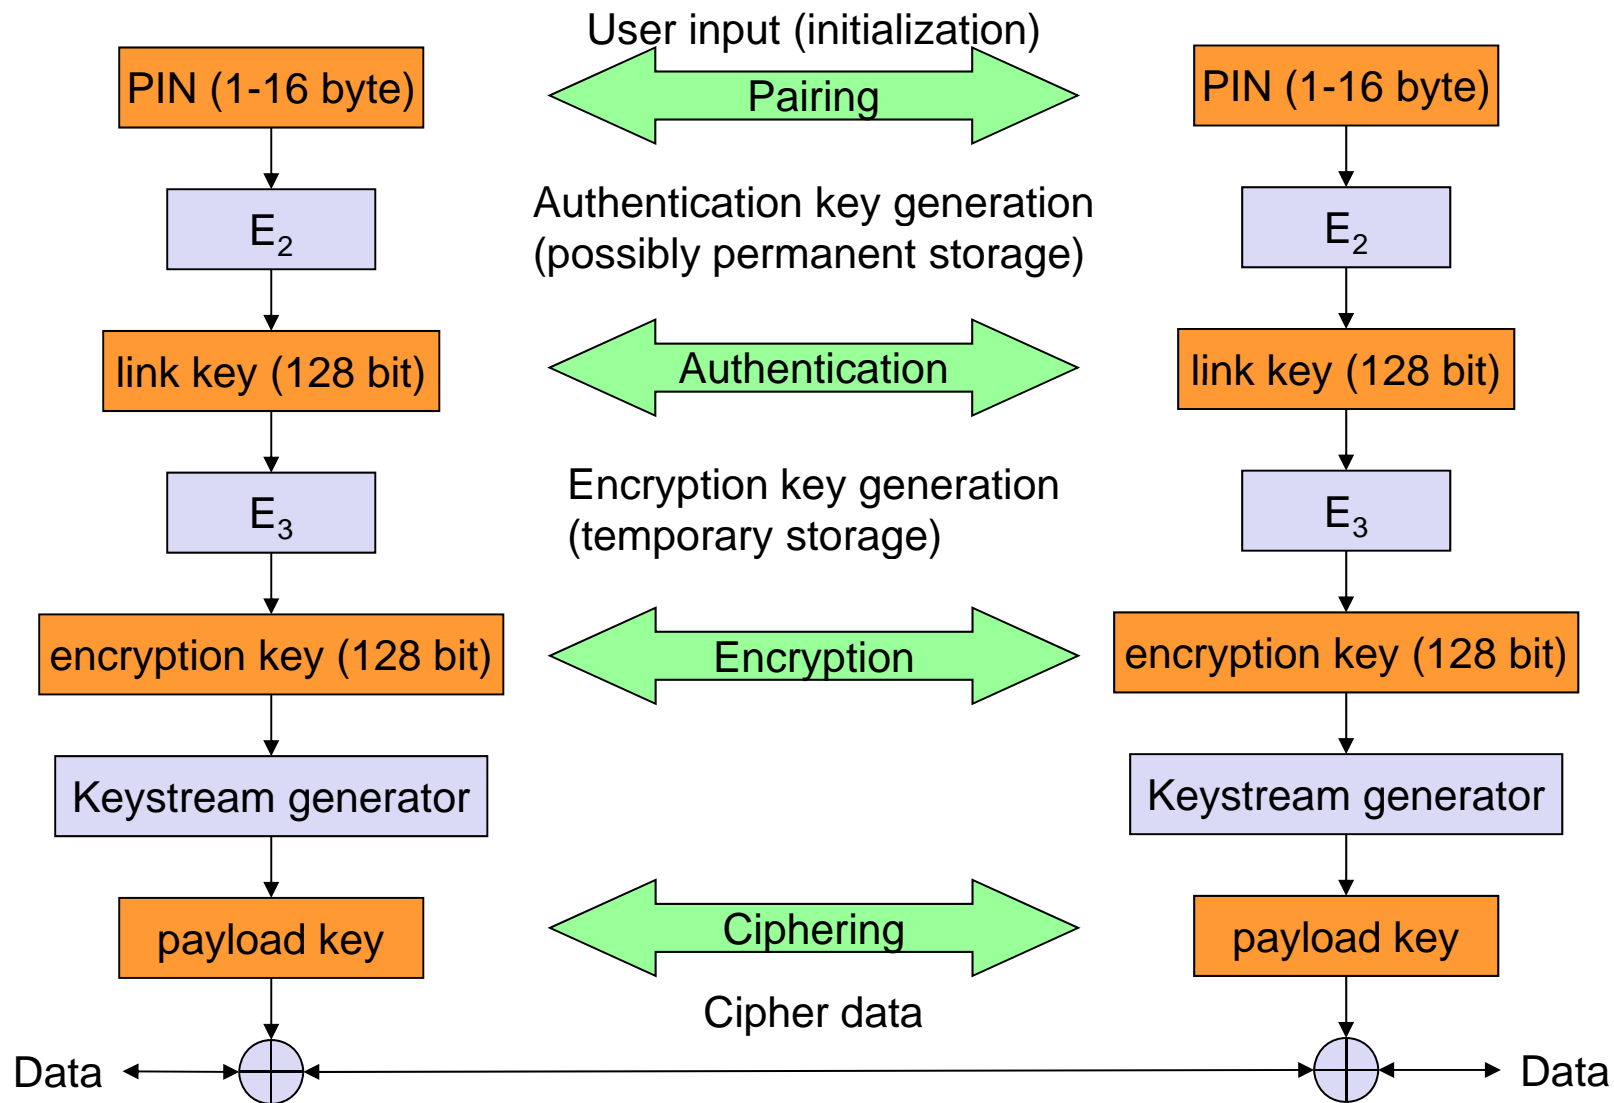 User input (initialization)
PIN (1-16 byte)
Pairing
PIN (1-16 byte)
E2
Authentication key generation
(possibly permanent storage)
E2
link key (128 bit)
Authentication
link key (128 bit)
E3
Encryption key generation
(temporary storage)
E3
encryption key (128 bit)
Encryption
encryption key (128 bit)
Keystream generator
Keystream generator
payload key
Ciphering
payload key
Cipher data
Data
Data